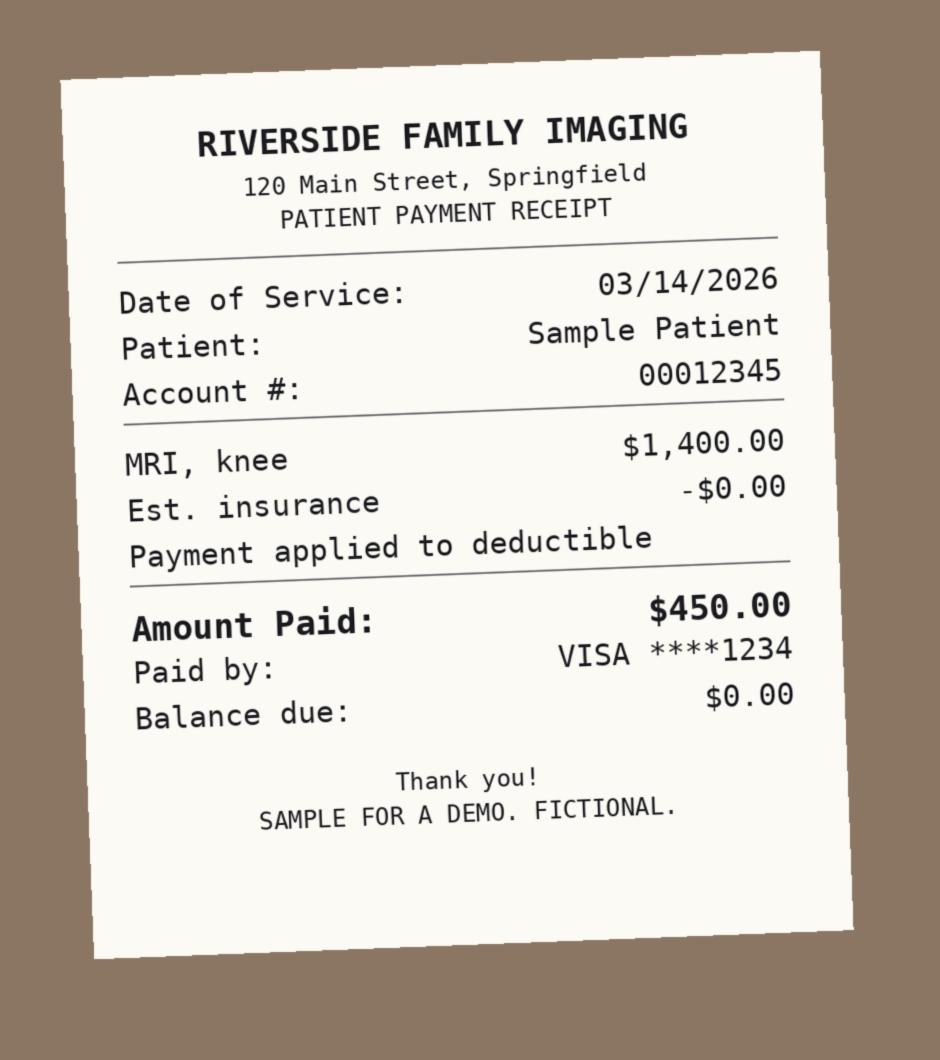 RIVERSIDE FAMILY IMAGING
120 Main Street, Springfield
PATIENT PAYMENT RECEIPT
Date of Service: 03/14/2026
Patient: Sample Patient
Account #: 00012345
MRI, knee $1,400.00
Est. insurance -$0.00
Payment applied to deductible
Amount Paid: $450.00
Paid by: VISA ****1234
Balance due: $0.00
Thank you!
SAMPLE FOR A DEMO. FICTIONAL.